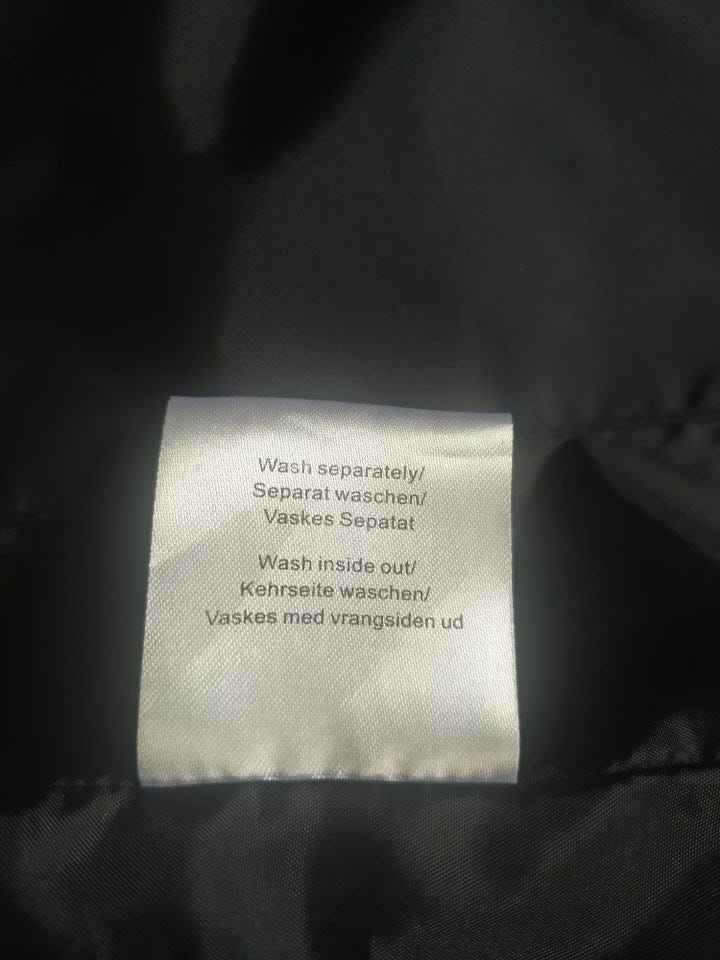 Wash separately/
Separat waschen/
Vaskes Sepatat
Wash inside out/
Kehrseite waschen/
Vaskes med vrangsiden ud